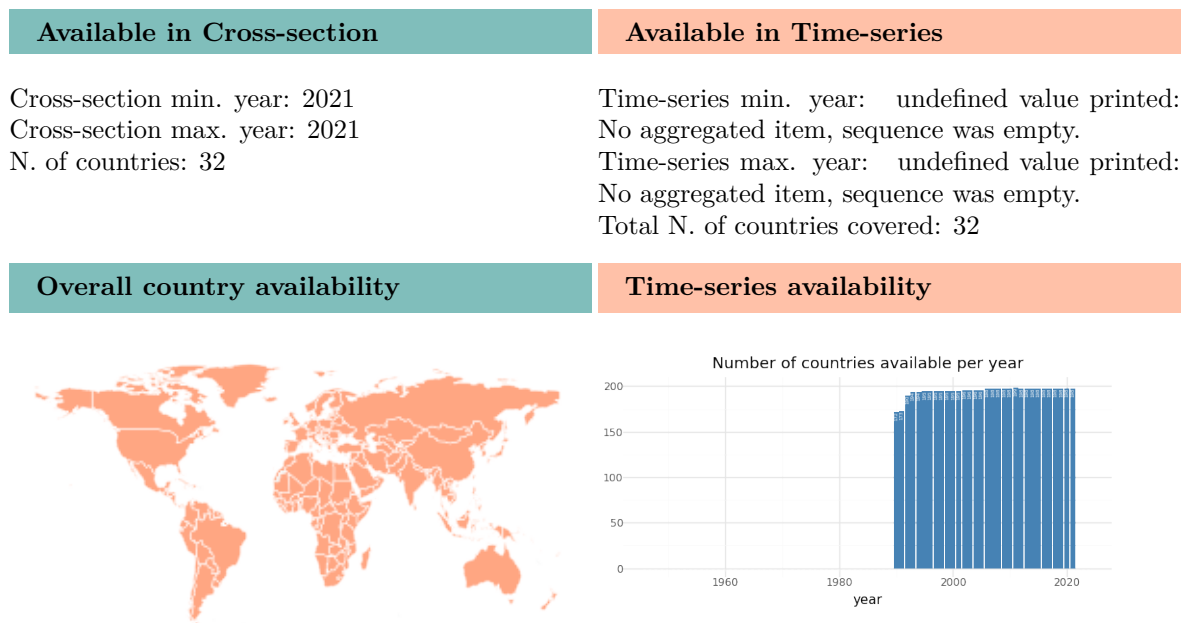 Available in Cross-section
Cross-section min. year: 2021
Cross-section max. year: 2021
N. of countries: 32
Available in Time-series
Time-series min. year: undefined value printed:
No aggregated item, sequence was empty.
Time-series max. year: undefined value printed:
No aggregated item, sequence was empty.
Total N. of countries covered: 32
Overall country availability
Time-series availability
Number of countries available per year
200
150
100
50
0
1960 1980 2000 2020
year